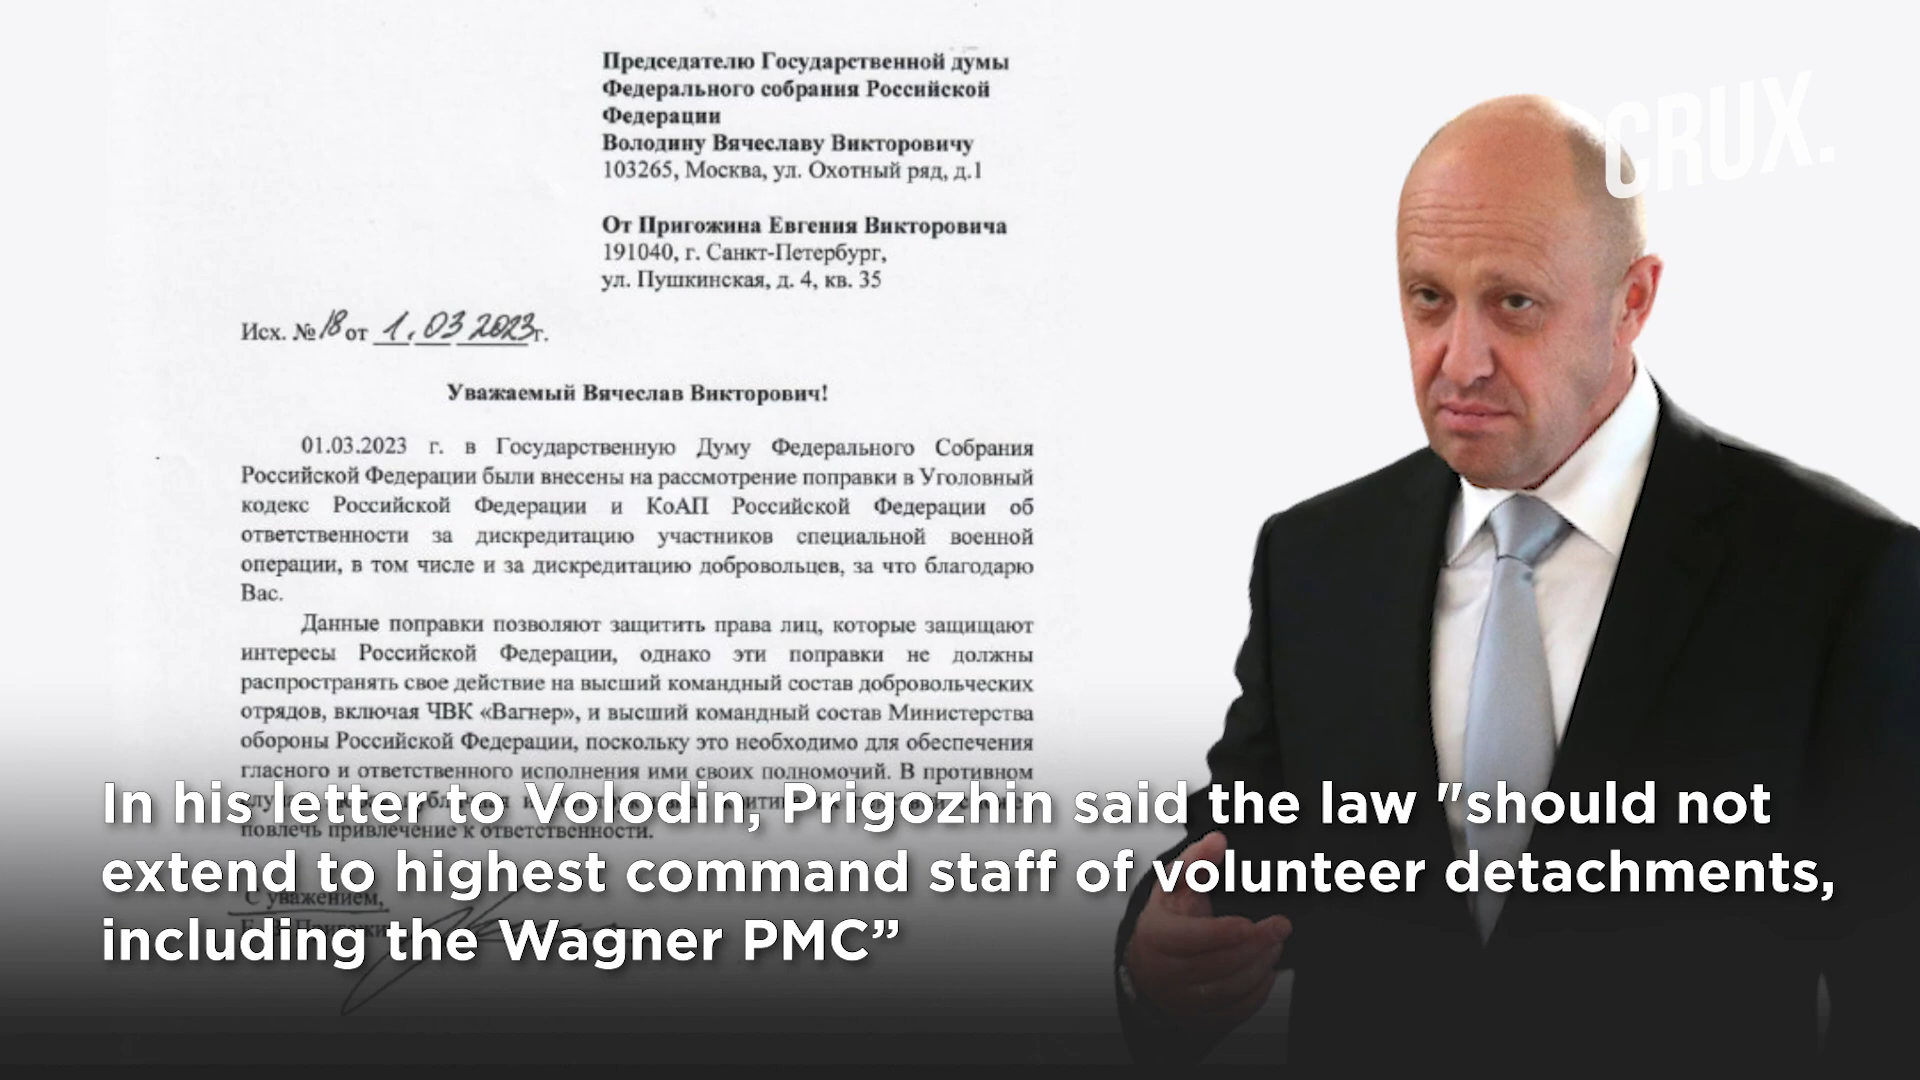 CRUX.
Председателю Государственной думы
Федерального собрания Российской
Федерации
Володину Вячеславу Викторовичу
103265, Москва, ул. Охотный ряд, д.1
От Пригожина Евгения Викторовича
191040, г. Санкт-Петербург,
ул. Пушкинская, д. 4, кв. 35
Исх. №18 от 1.03 2023г.
Уважаемый Вячеслав Викторович!
01.03.2023 г. в Государственную Думу Федерального Собрания
Российской Федерации были внесены на рассмотрение поправки в Уголовный
кодекс Российской Федерации и КоАП Российской Федерации об
ответственности за дискредитацию участников специальной военной
операции, в том числе и за дискредитацию добровольцев, за что благодарю
Вас.
Данные поправки позволяют защитить права лиц, которые защищают
интересы Российской Федерации, однако эти поправки не должны
распространять свое действие на высший командный состав добровольческих
отрядов, включая ЧВК «Вагнер», и высший командный состав Министерства
обороны Российской Федерации, поскольку это необходимо для обеспечения
гласного и ответственного исполнения ими своих полномочий. В противном
повлечь привлечение к ответственности.
С уважением,
In his letter to Volodin, Prigozhin said the law "should not
extend to highest command staff of volunteer detachments,
including the Wagner PMC”